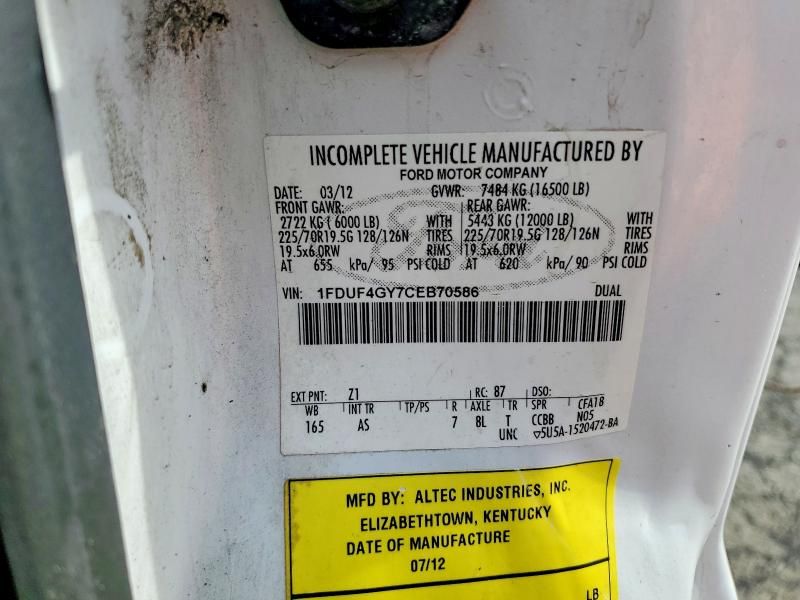 INCOMPLETE VEHICLE MANUFACTURED BY
FORD MOTOR COMPANY
DATE: 03/12 GVWR: 7484 KG (16500 LB)
FRONT GAWR: REAR GAWR:
2722 KG ( 6000 LB) WITH 5443 KG (12000 LB) WITH
225/70R19.5G 128/126N TIRES 225/70R19.5G 128/126N TIRES
19.5x6.0RW RIMS 19.5x6.0RW RIMS
AT 655 kPa/ 95 PSI COLD AT 620 kPa/ 90 PSI COLD
VIN: 1FDUF4GY7CEB70586 DUAL
EXT PNT: Z1 RC: 87 DSO:
WB INT TR TP/PS R AXLE TR SPR CFA1B
165 AS 7 8L T CCBB N05
UNC ▽5U5A-1520472-BA
MFD BY: ALTEC INDUSTRIES, INC.
ELIZABETHTOWN, KENTUCKY
DATE OF MANUFACTURE
07/12
LB